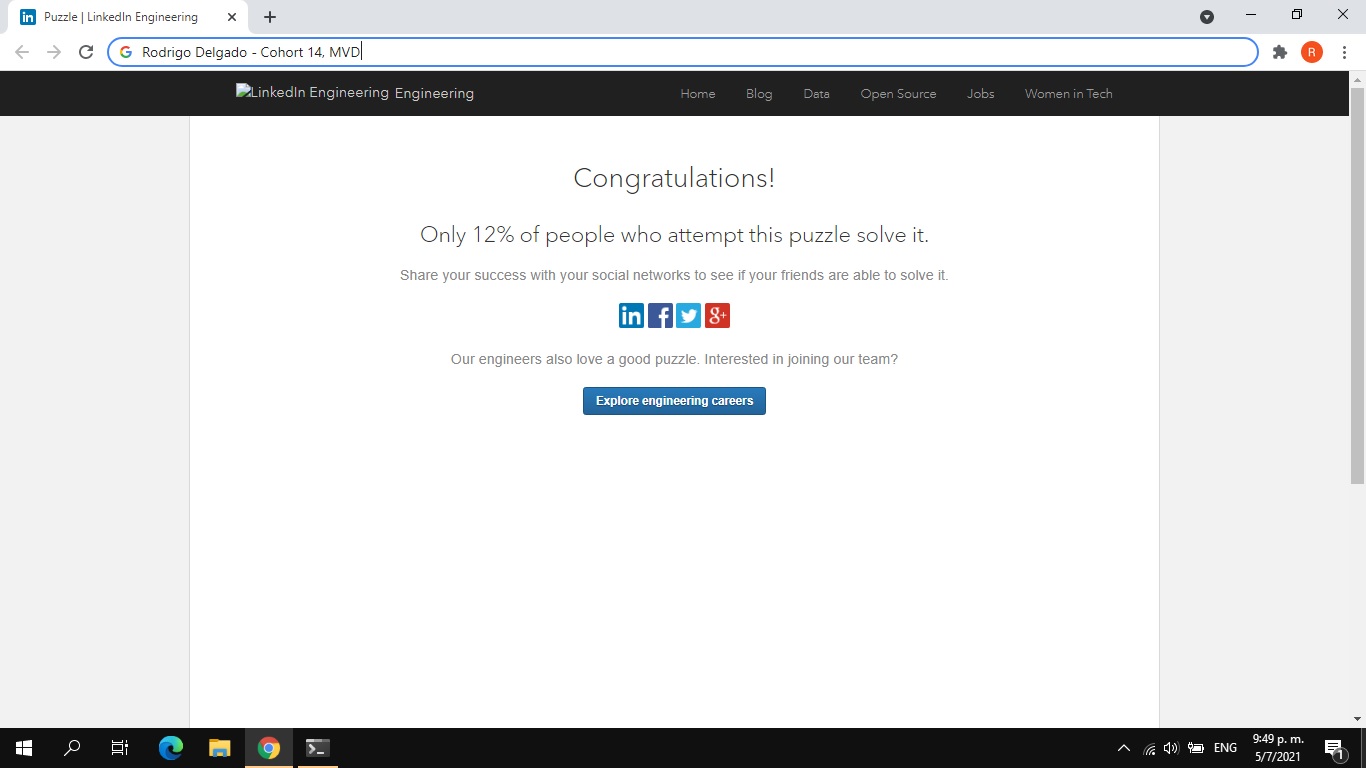 Puzzle | LinkedIn Engineering
Rodrigo Delgado - Cohort 14, MVD
R
LinkedIn Engineering Engineering
Home Blog Data Open Source Jobs Women in Tech
Congratulations!
Only 12% of people who attempt this puzzle solve it.
Share your success with your social networks to see if your friends are able to solve it.
in f g+
Our engineers also love a good puzzle. Interested in joining our team?
Explore engineering careers
ENG
9:49 p. m.
5/7/2021
1